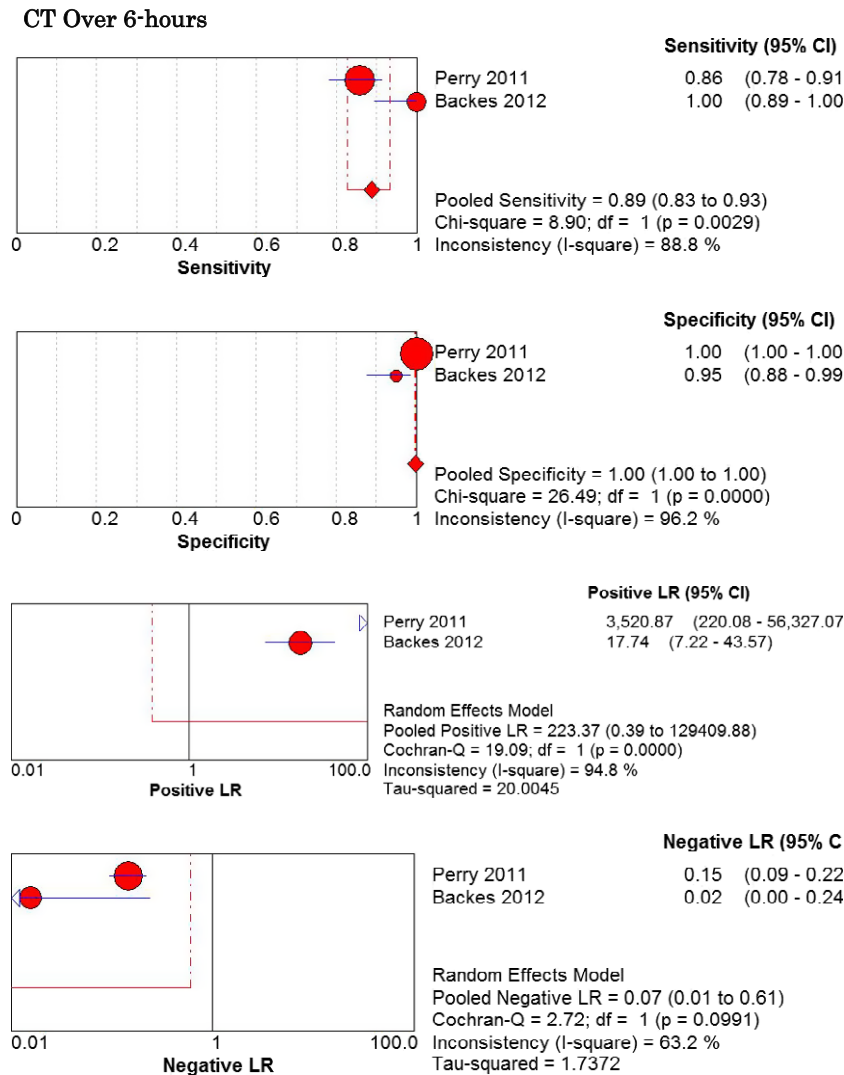 CT Over 6-hours
Sensitivity (95% CI)
Perry 2011 0.86 (0.78 - 0.91
Backes 2012 1.00 (0.89 - 1.00
Pooled Sensitivity = 0.89 (0.83 to 0.93)
Chi-square = 8.90; df = 1 (p = 0.0029)
Inconsistency (I-square) = 88.8 %
0 0.2 0.4 0.6 0.8 1
Sensitivity
Specificity (95% CI)
Perry 2011 1.00 (1.00 - 1.00
Backes 2012 0.95 (0.88 - 0.99
Pooled Specificity = 1.00 (1.00 to 1.00)
Chi-square = 26.49; df = 1 (p = 0.0000)
Inconsistency (I-square) = 96.2 %
0 0.2 0.4 0.6 0.8 1
Specificity
Positive LR (95% CI)
Perry 2011 3,520.87 (220.08 - 56,327.07
Backes 2012 17.74 (7.22 - 43.57)
Random Effects Model
Pooled Positive LR = 223.37 (0.39 to 129409.88)
Cochran-Q = 19.09; df = 1 (p = 0.0000)
Inconsistency (I-square) = 94.8 %
Tau-squared = 20.0045
0.01 1 100.0
Positive LR
Negative LR (95% C
Perry 2011 0.15 (0.09 - 0.22
Backes 2012 0.02 (0.00 - 0.24
Random Effects Model
Pooled Negative LR = 0.07 (0.01 to 0.61)
Cochran-Q = 2.72; df = 1 (p = 0.0991)
Inconsistency (I-square) = 63.2 %
Tau-squared = 1.7372
0.01 1 100.0
Negative LR